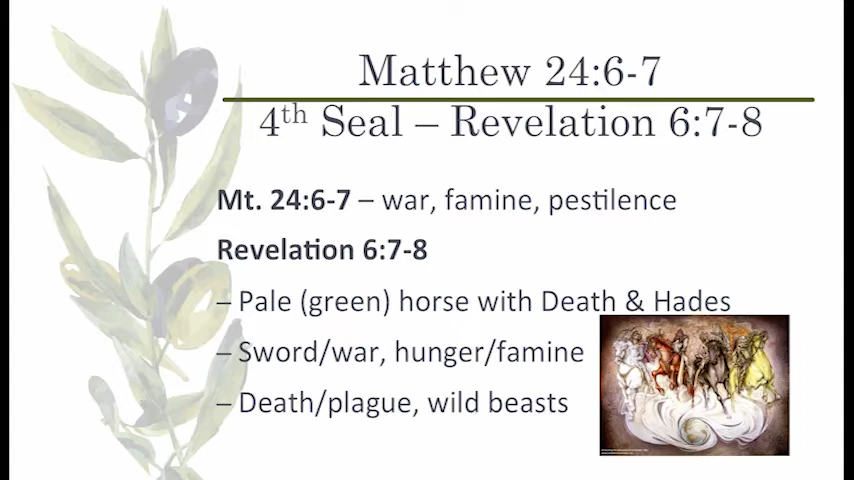 Matthew 24:6-7
4th Seal – Revelation 6:7-8
Mt. 24:6-7 – war, famine, pestilence
Revelation 6:7-8
– Pale (green) horse with Death & Hades
– Sword/war, hunger/famine
– Death/plague, wild beasts